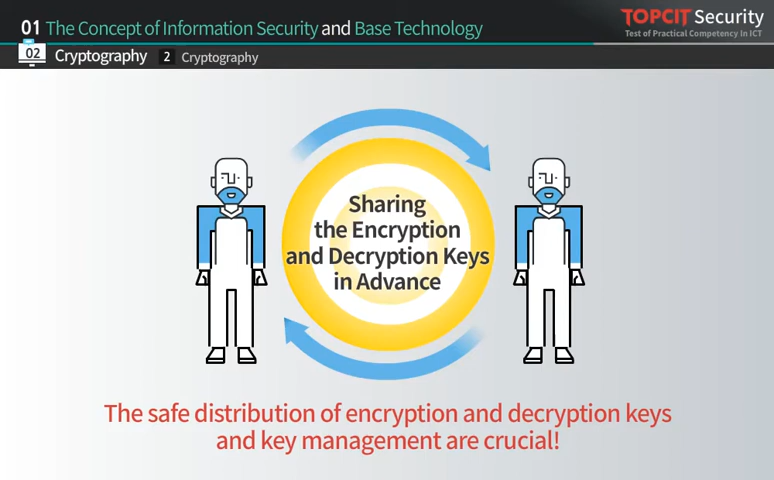 01 The Concept of Information Security and Base Technology
TOPCIT Security
Test of Practical Competency In ICT
02 Cryptography 2 Cryptography
Sharing
the Encryption
and Decryption Keys
in Advance
The safe distribution of encryption and decryption keys
and key management are crucial!